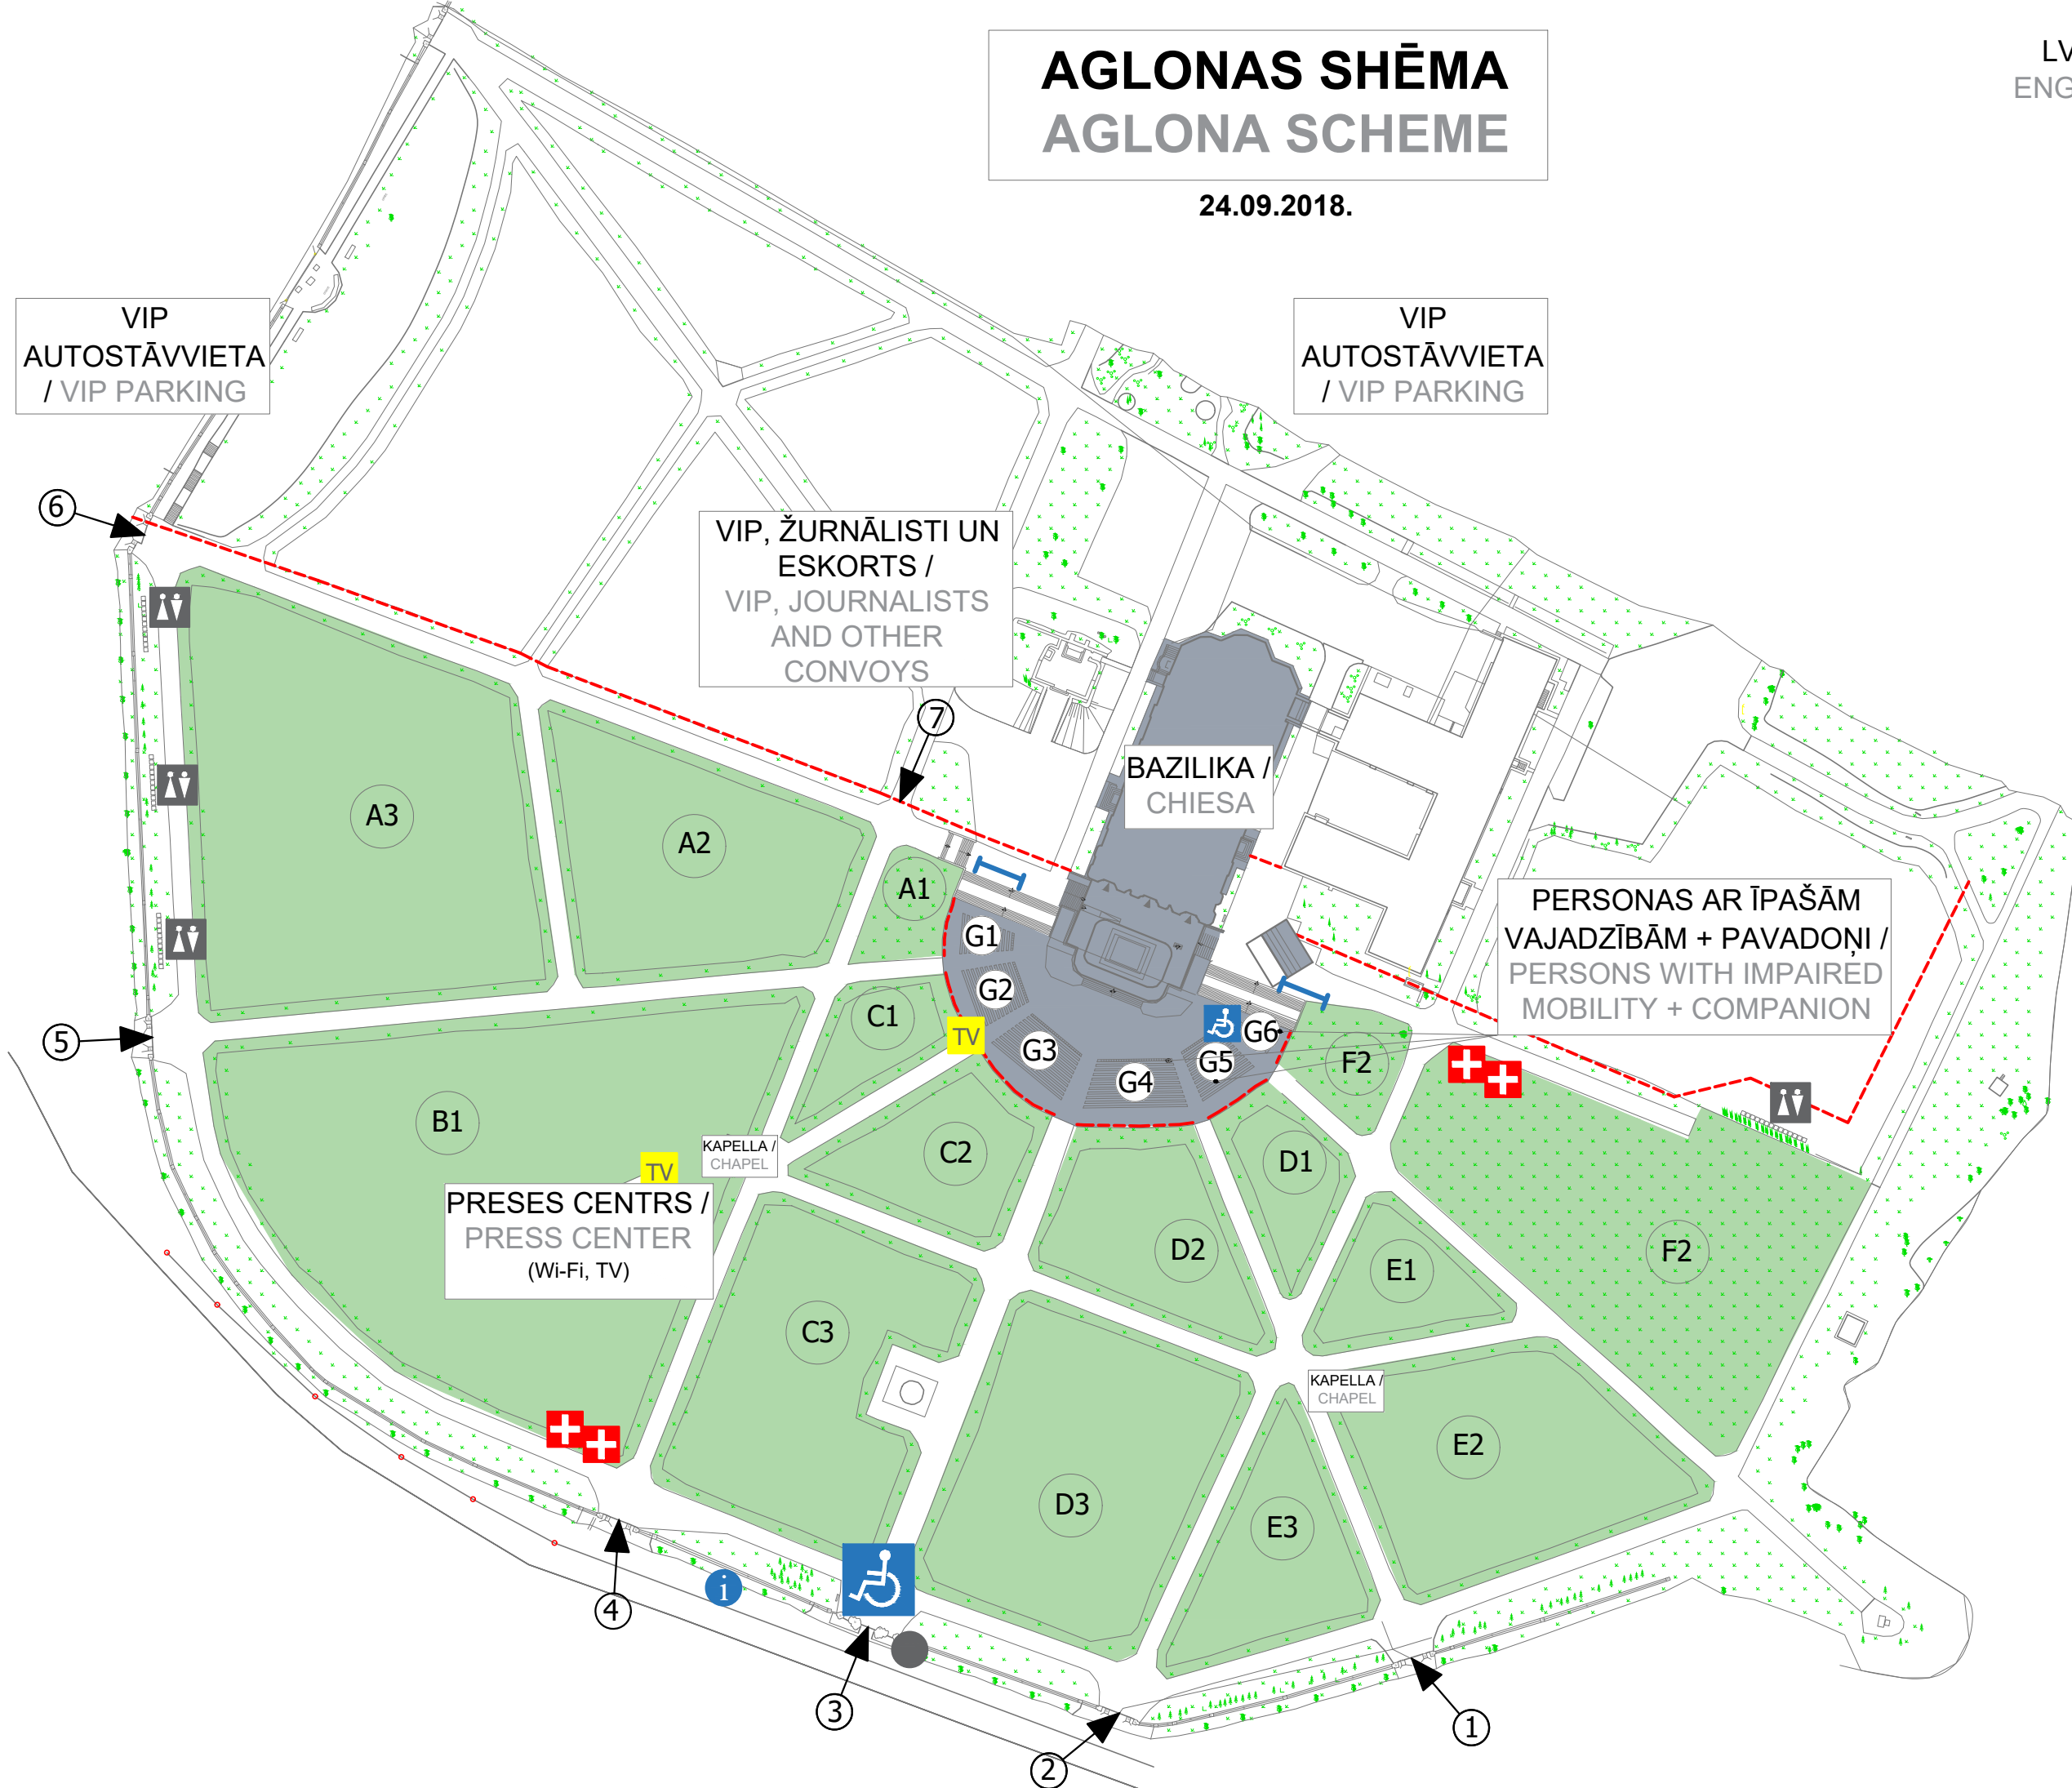 AGLONAS SHĒMA
AGLONA SCHEME
24.09.2018.
LV
ENG
VIP
AUTOSTĀVVIETA
/ VIP PARKING
VIP
AUTOSTĀVVIETA
/ VIP PARKING
6
VIP, ŽURNĀLISTI UN
ESKORTS /
VIP, JOURNALISTS
AND OTHER
CONVOYS
7
BAZILIKA /
CHIESA
A3
A2
A1
PERSONAS AR ĪPAŠĀM
VAJADZĪBĀM + PAVADOŅI /
PERSONS WITH IMPAIRED
MOBILITY + COMPANION
G1
G2
G3
G4
G5
G6
C1
TV
F2
5
B1
KAPELLA /
CHAPEL
C2
D1
TV
PRESES CENTRS /
PRESS CENTER
(Wi-Fi, TV)
D2
E1
F2
C3
KAPELLA /
CHAPEL
E2
D3
E3
i
4
3
2
1